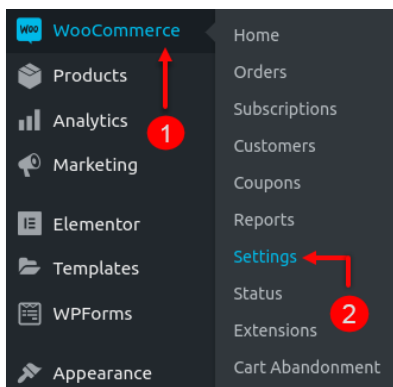 Woo WooCommerce
Products
Analytics
Marketing
Elementor
Templates
WPForms
Appearance
Home
Orders
Subscriptions
Customers
Coupons
Reports
Settings
Status
Extensions
Cart Abandonment
1
2